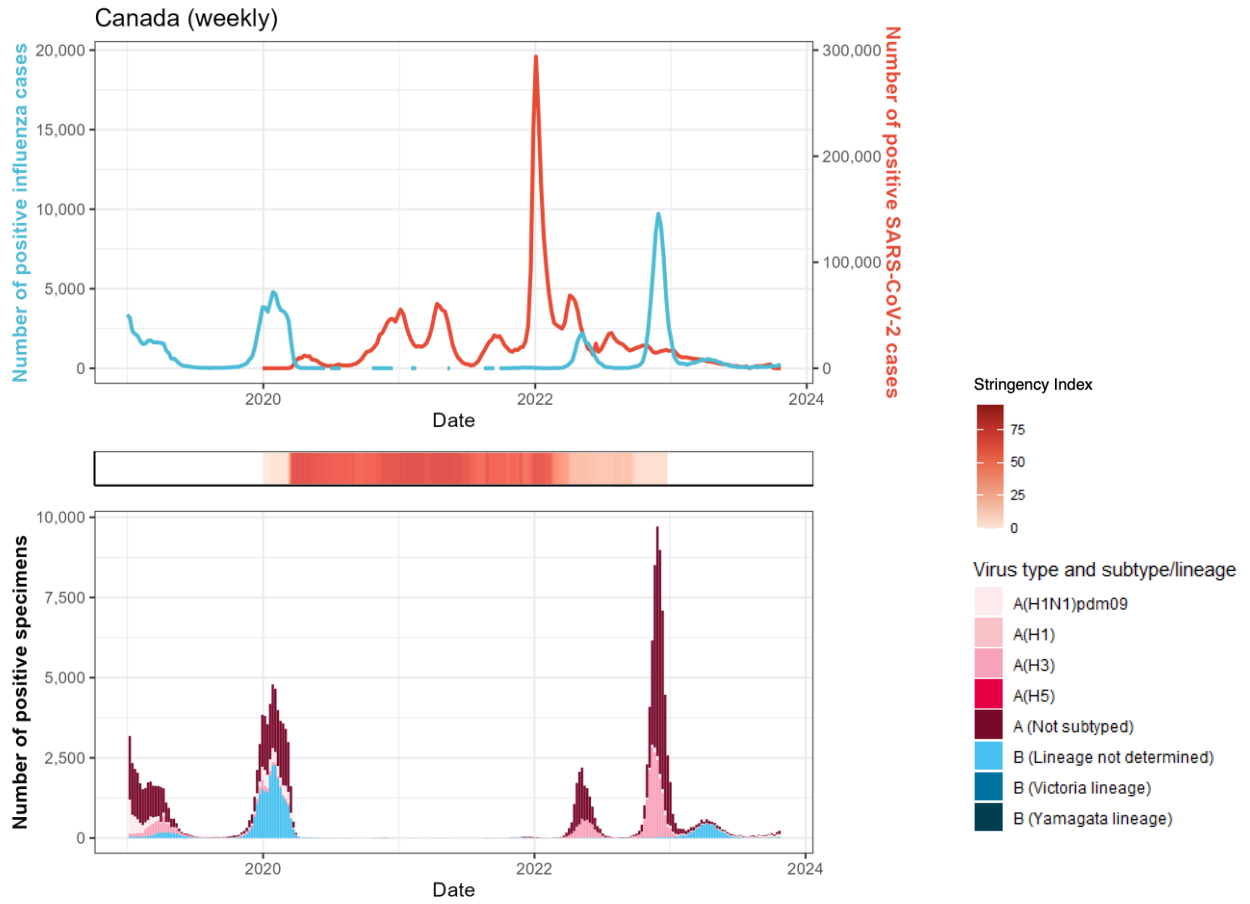 Canada (weekly)
Number of positive influenza cases
20,000
15,000
10,000
5,000
0
300,000
200,000
100,000
0
Number of positive SARS-CoV-2 cases
2020
2022
2024
Date
Stringency Index
75
50
25
0
Number of positive specimens
10,000
7,500
5,000
2,500
0
2020
2022
2024
Date
Virus type and subtype/lineage
A(H1N1)pdm09
A(H1)
A(H3)
A(H5)
A (Not subtyped)
B (Lineage not determined)
B (Victoria lineage)
B (Yamagata lineage)